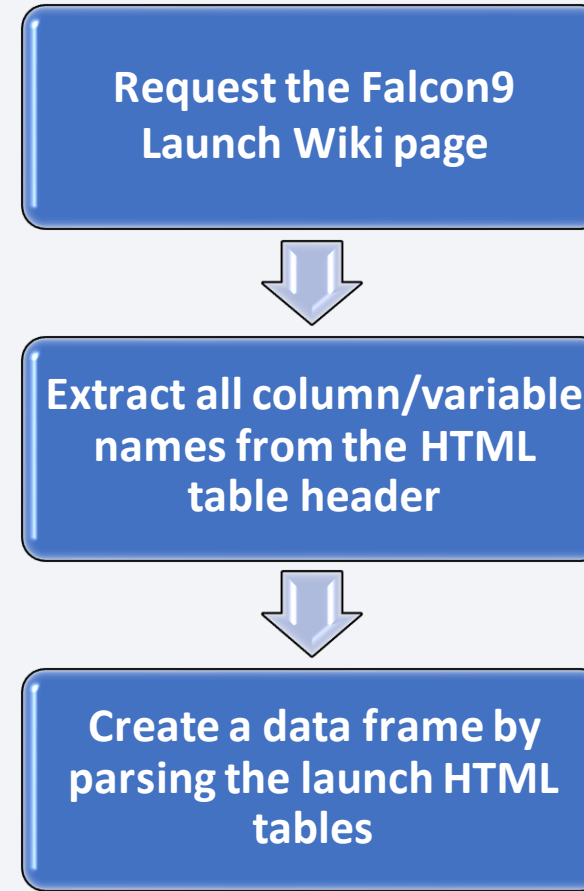 Request the Falcon9
Launch Wiki page
Extract all column/variable
names from the HTML
table header
Create a data frame by
parsing the launch HTML
tables